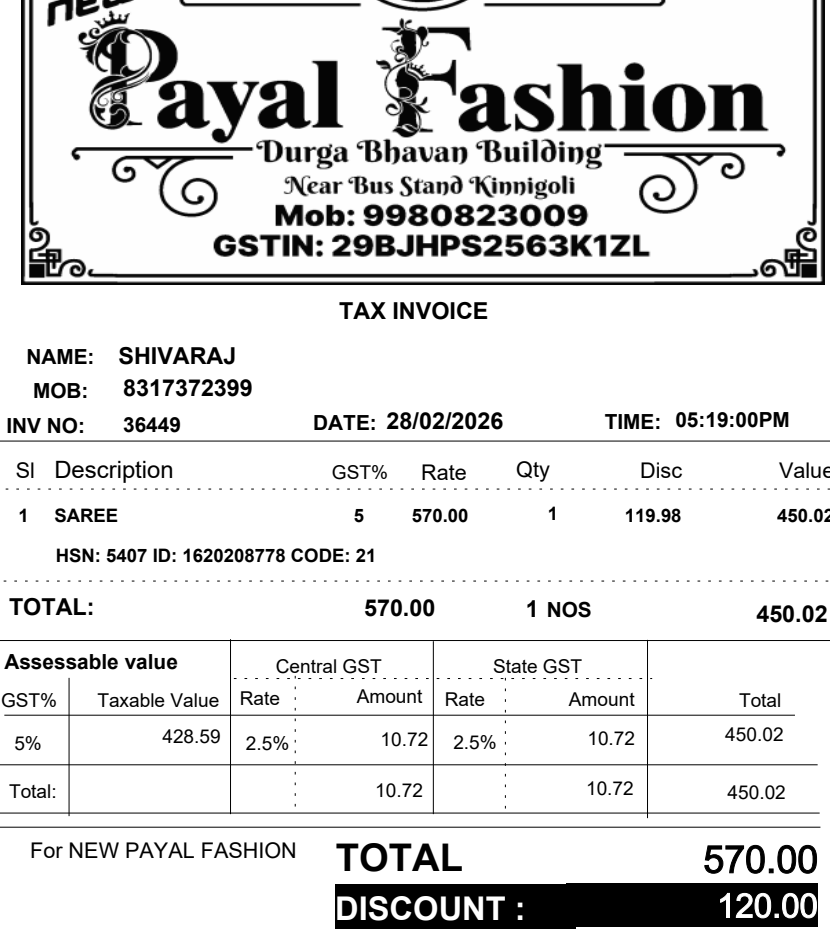 new
Payal Fashion
Durga Bhavan Building
Near Bus Stand Kinnigoli
Mob: 9980823009
GSTIN: 29BJHPS2563K1ZL
TAX INVOICE
NAME: SHIVARAJ
MOB: 8317372399
INV NO: 36449 DATE: 28/02/2026 TIME: 05:19:00PM
Sl Description GST% Rate Qty Disc Value
1 SAREE 5 570.00 1 119.98 450.02
HSN: 5407 ID: 1620208778 CODE: 21
TOTAL: 570.00 1 NOS 450.02
Assessable value Central GST State GST
GST% Taxable Value Rate Amount Rate Amount Total
5% 428.59 2.5% 10.72 2.5% 10.72 450.02
Total: 10.72 10.72 450.02
For NEW PAYAL FASHION TOTAL 570.00
DISCOUNT : 120.00